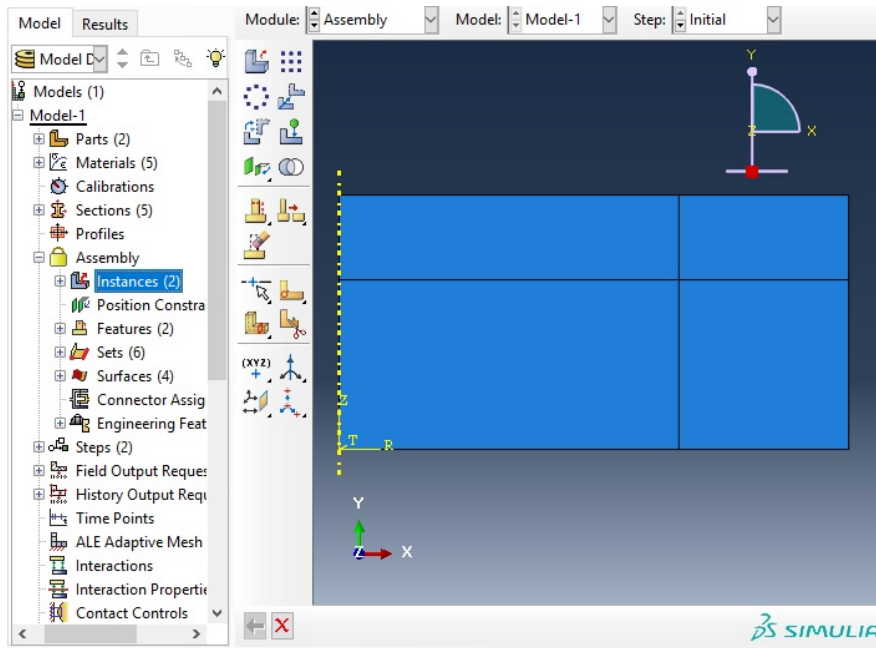 Model Results
Module: Assembly Model: Model-1 Step: Initial
Model D
Models (1)
Model-1
Parts (2)
Materials (5)
Calibrations
Sections (5)
Profiles
Assembly
Instances (2)
Position Constra
Features (2)
Sets (6)
Surfaces (4)
Connector Assig
Engineering Feat
Steps (2)
Field Output Reques
History Output Requ
Time Points
ALE Adaptive Mesh
Interactions
Interaction Propertie
Contact Controls
(XYZ)
Y
Z X
Z
T R
Y
Z X
SIMULIA